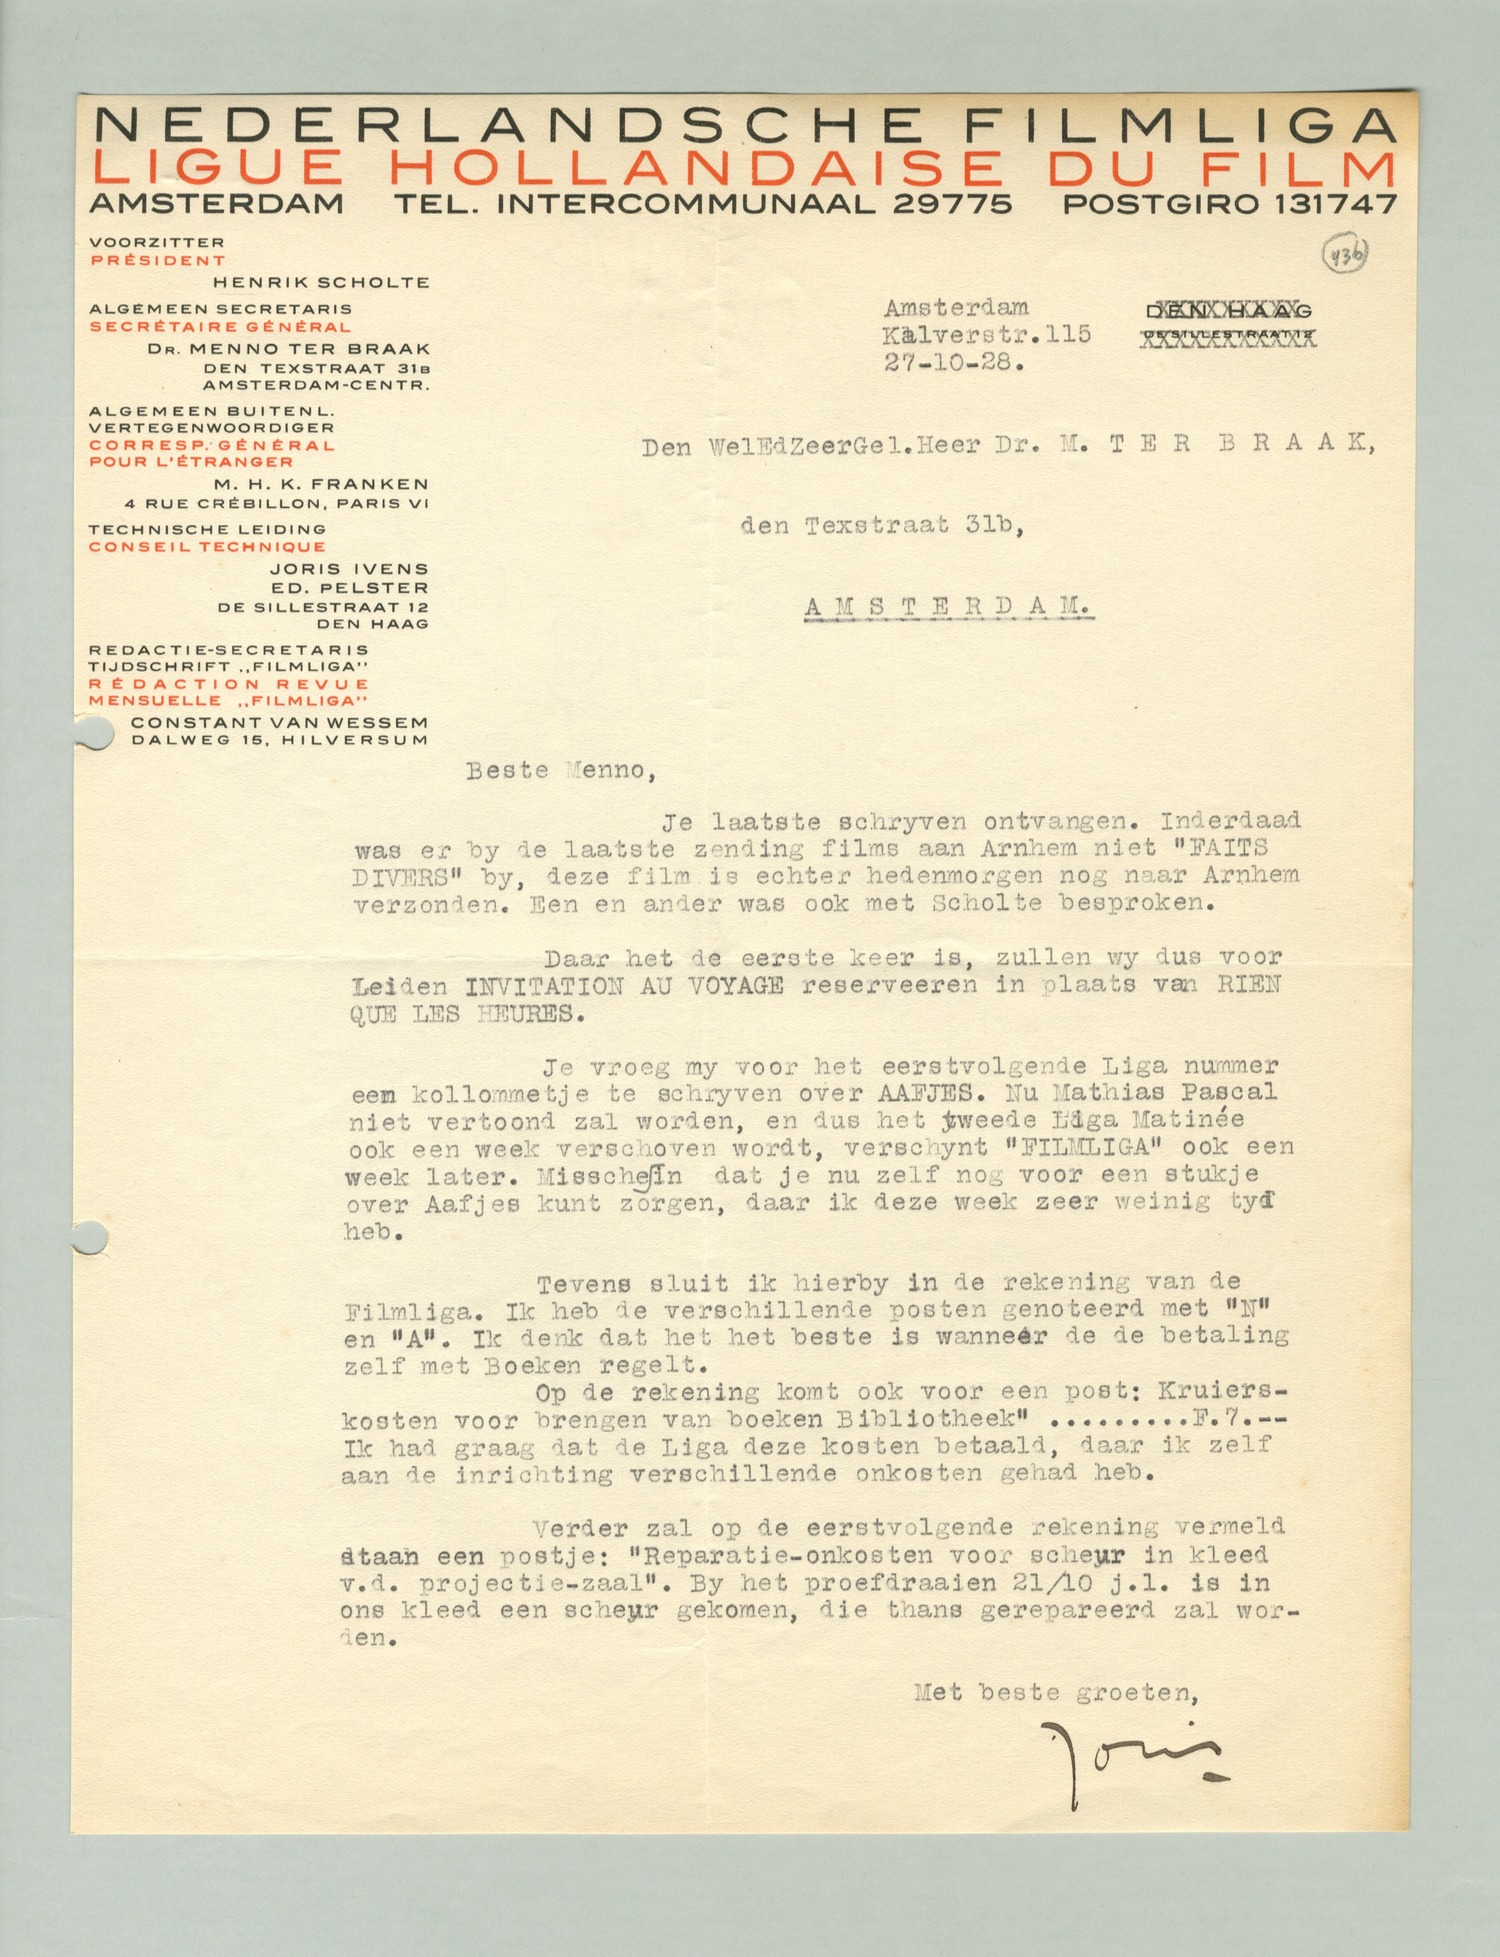 NEDERLANDSCHE FILMLIGA
LIGUE HOLLANDAISE DU FILM
AMSTERDAM TEL. INTERCOMMUNAAL 29775 POSTGIRO 131747
VOORZITTER
PRÉSIDENT
HENRIK SCHOLTE
ALGEMEEN SECRETARIS
SECRÉTAIRE GÉNÉRAL
DR. MENNO TER BRAAK
DEN TEXSTRAAT 31B
AMSTERDAM-CENTR.
ALGEMEEN BUITENL.
VERTEGENWOORDIGER
CORRESP. GÉNÉRAL
POUR L'ÉTRANGER
M. H. K. FRANKEN
4 RUE CRÉBILLON, PARIS VI
TECHNISCHE LEIDING
CONSEIL TECHNIQUE
JORIS IVENS
ED. PELSTER
DE SILLESTRAAT 12
DEN HAAG
REDACTIE-SECRETARIS
TIJDSCHRIFT „FILMLIGA"
RÉDACTION REVUE
MENSUELLE „FILMLIGA"
CONSTANT VAN WESSEM
DALWEG 15, HILVERSUM
436
DEN HAAG
DE SILLESTRAAT 12
Amsterdam
Kalverstr.115
27-10-28.
Den WelEdZeerGel.Heer Dr. M. T E R B R A A K,
den Texstraat 31b,
A M S T E R D A M.
Beste Menno,
Je laatste schryven ontvangen. Inderdaad
was er by de laatste zending films aan Arnhem niet "FAITS
DIVERS" by, deze film is echter hedenmorgen nog naar Arnhem
verzonden. Een en ander was ook met Scholte besproken.
Daar het de eerste keer is, zullen wy dus voor
Leiden INVITATION AU VOYAGE reserveeren in plaats van RIEN
QUE LES HEURES.
Je vroeg my voor het eerstvolgende Liga nummer
een kollommetje te schryven over AAFJES. Nu Mathias Pascal
niet vertoond zal worden, en dus het tweede Liga Matinée
ook een week verschoven wordt, verschynt "FILMLIGA" ook een
week later. Misschein dat je nu zelf nog voor een stukje
over Aafjes kunt zorgen, daar ik deze week zeer weinig tyd
heb.
Tevens sluit ik hierby in de rekening van de
Filmliga. Ik heb de verschillende posten genoteerd met "N"
en "A". Ik denk dat het het beste is wanneer de de betaling
zelf met Boeken regelt.
Op de rekening komt ook voor een post: Kruiers-
kosten voor brengen van boeken Bibliotheek" .........F.7.--
Ik had graag dat de Liga deze kosten betaald, daar ik zelf
aan de inrichting verschillende onkosten gehad heb.
Verder zal op de eerstvolgende rekening vermeld
staan een postje: "Reparatie-onkosten voor scheur in kleed
v.d. projectie-zaal". By het proefdraaien 21/10 j.l. is in
ons kleed een scheur gekomen, die thans gerepareerd zal wor-
den.
Met beste groeten,
Joris